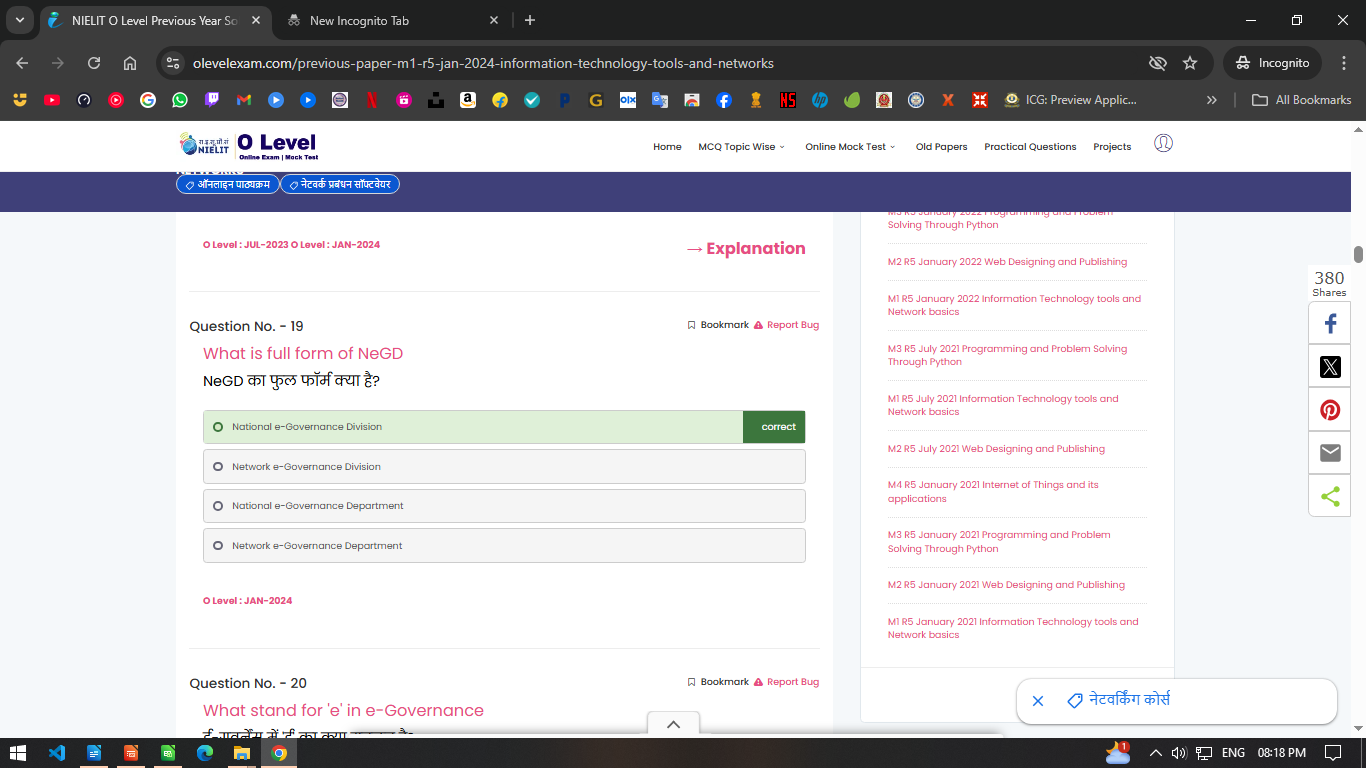 NIELIT O Level Previous Year So
New Incognito Tab
olevelexam.com/previous-paper-m1-r5-jan-2024-information-technology-tools-and-networks
Incognito
ICG: Preview Applic...
All Bookmarks
NIELIT
O Level
Online Exam | Mock Test
Home
MCQ Topic Wise
Online Mock Test
Old Papers
Practical Questions
Projects
ऑनलाइन पाठ्यक्रम
नेटवर्क प्रबंधन सॉफ्टवेयर
O Level : JUL-2023 O Level : JAN-2024
→ Explanation
Question No. - 19
Bookmark
Report Bug
What is full form of NeGD
NeGD का फुल फॉर्म क्या है?
National e-Governance Division
correct
Network e-Governance Division
National e-Governance Department
Network e-Governance Department
O Level : JAN-2024
Question No. - 20
Bookmark
Report Bug
What stand for 'e' in e-Governance
M3 R5 January 2022 Programming and Problem
Solving Through Python
M2 R5 January 2022 Web Designing and Publishing
M1 R5 January 2022 Information Technology tools and
Network basics
M3 R5 July 2021 Programming and Problem Solving
Through Python
M1 R5 July 2021 Information Technology tools and
Network basics
M2 R5 July 2021 Web Designing and Publishing
M4 R5 January 2021 Internet of Things and its
applications
M3 R5 January 2021 Programming and Problem
Solving Through Python
M2 R5 January 2021 Web Designing and Publishing
M1 R5 January 2021 Information Technology tools and
Network basics
380
Shares
नेटवर्किंग कोर्स
1
ENG
08:18 PM